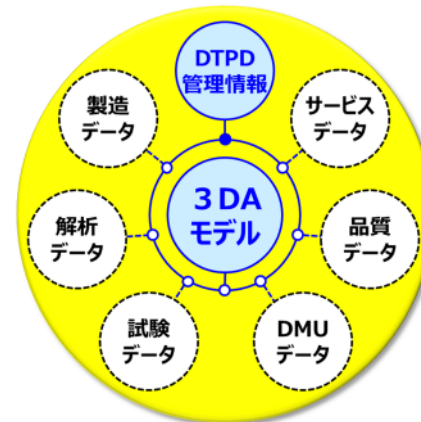 DTPD
管理情報
製造
データ
サービス
データ
3DA
モデル
解析
データ
品質
データ
試験
データ
DMU
データ